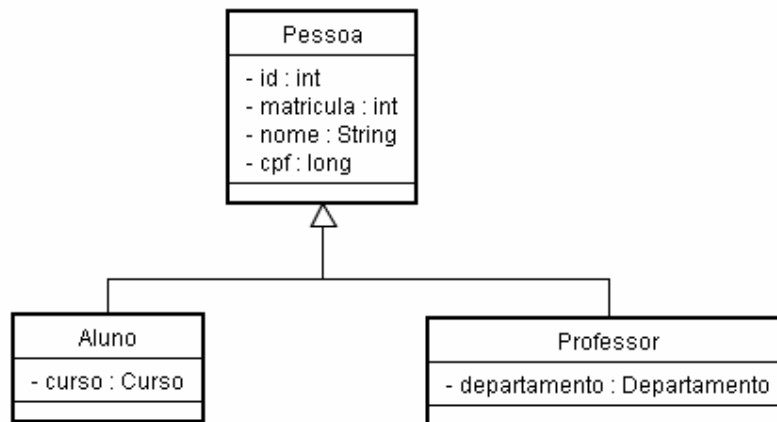 Pessoa
- id : int
- matricula : int
- nome : String
- cpf : long
Aluno
- curso : Curso
Professor
- departamento : Departamento